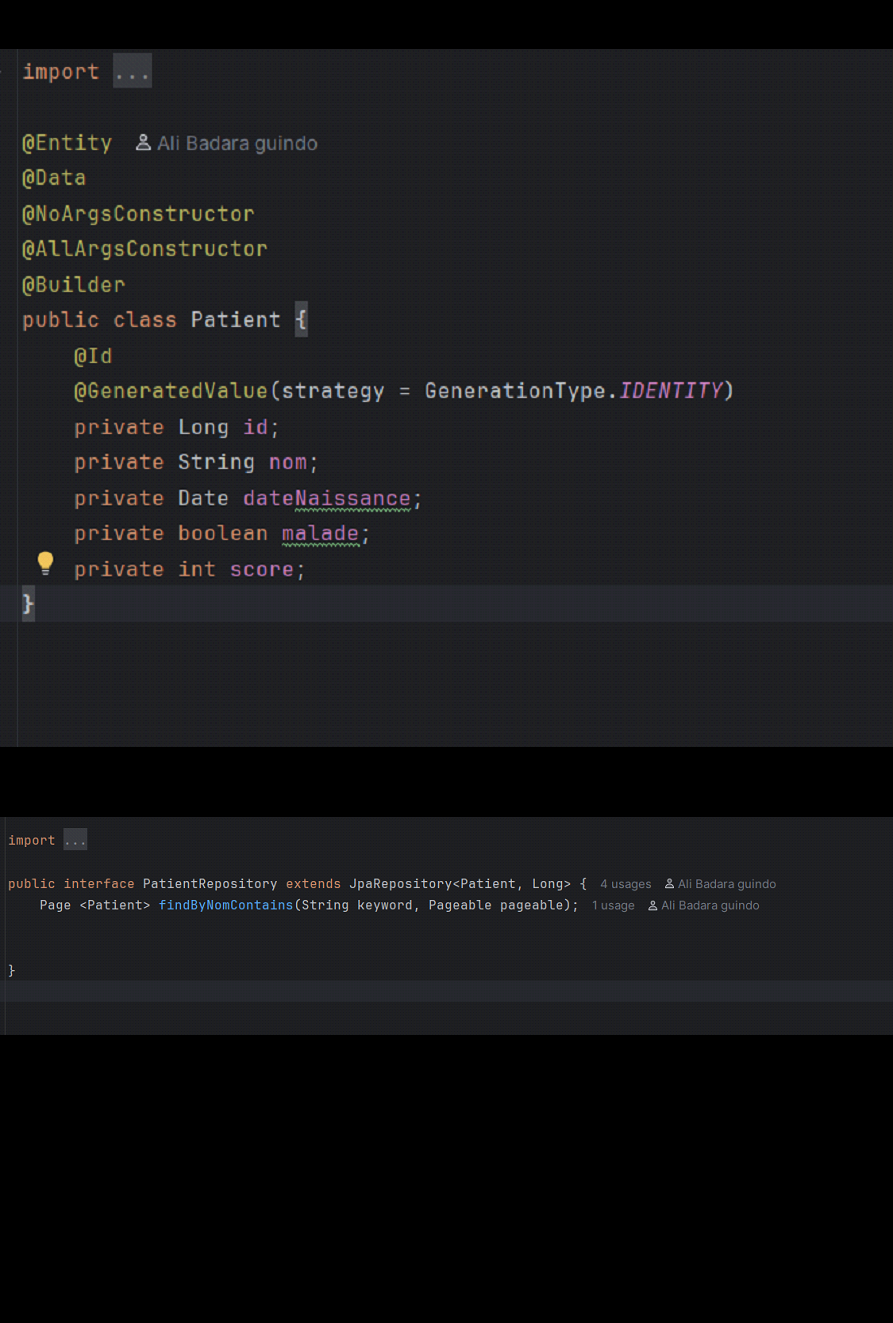 import ...
@Entity Ali Badara guindo
@Data
@NoArgsConstructor
@AllArgsConstructor
@Builder
public class Patient {
@Id
@GeneratedValue(strategy = GenerationType.IDENTITY)
private Long id;
private String nom;
private Date dateNaissance;
private boolean malade;
private int score;
}
import ...
public interface PatientRepository extends JpaRepository<Patient, Long> { 4 usages Ali Badara guindo
Page <Patient> findByNomContains(String keyword, Pageable pageable); 1 usage Ali Badara guindo
}